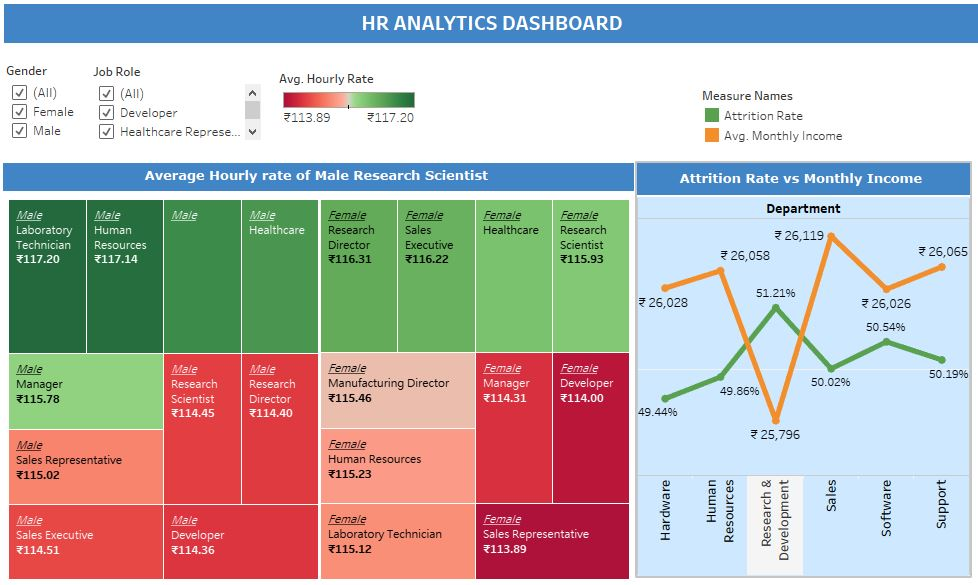 HR ANALYTICS DASHBOARD
Gender
(All)
Female
Male
Job Role
(All)
Developer
Healthcare Represe...
Avg. Hourly Rate
₹113.89
₹117.20
Measure Names
Attrition Rate
Avg. Monthly Income
Average Hourly rate of Male Research Scientist
Male
Laboratory
Technician
₹117.20
Male
Human
Resources
₹117.14
Male
Male
Healthcare
Female
Research
Director
₹116.31
Female
Sales
Executive
₹116.22
Female
Healthcare
Female
Research
Scientist
₹115.93
Male
Manager
₹115.78
Male
Research
Scientist
₹114.45
Male
Research
Director
₹114.40
Female
Manufacturing Director
₹115.46
Female
Manager
₹114.31
Female
Developer
₹114.00
Male
Sales Representative
₹115.02
Female
Human Resources
₹115.23
Male
Sales Executive
₹114.51
Male
Developer
₹114.36
Female
Laboratory Technician
₹115.12
Female
Sales Representative
₹113.89
Attrition Rate vs Monthly Income
Department
₹ 26,028
₹ 26,058
₹ 25,796
₹ 26,119
₹ 26,026
₹ 26,065
49.44%
49.86%
51.21%
50.02%
50.54%
50.19%
Hardware
Human
Resources
Research &
Development
Sales
Software
Support